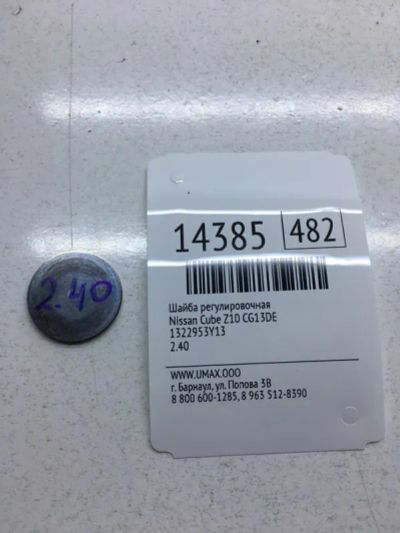 2.40
14385 482
Шайба регулировочная
Nissan Cube Z10 CG13DE
1322953Y13
2.40
WWW.UMAX.OOO
г. Барнаул, ул. Попова 3В
8 800 600-1285, 8 963 512-8390